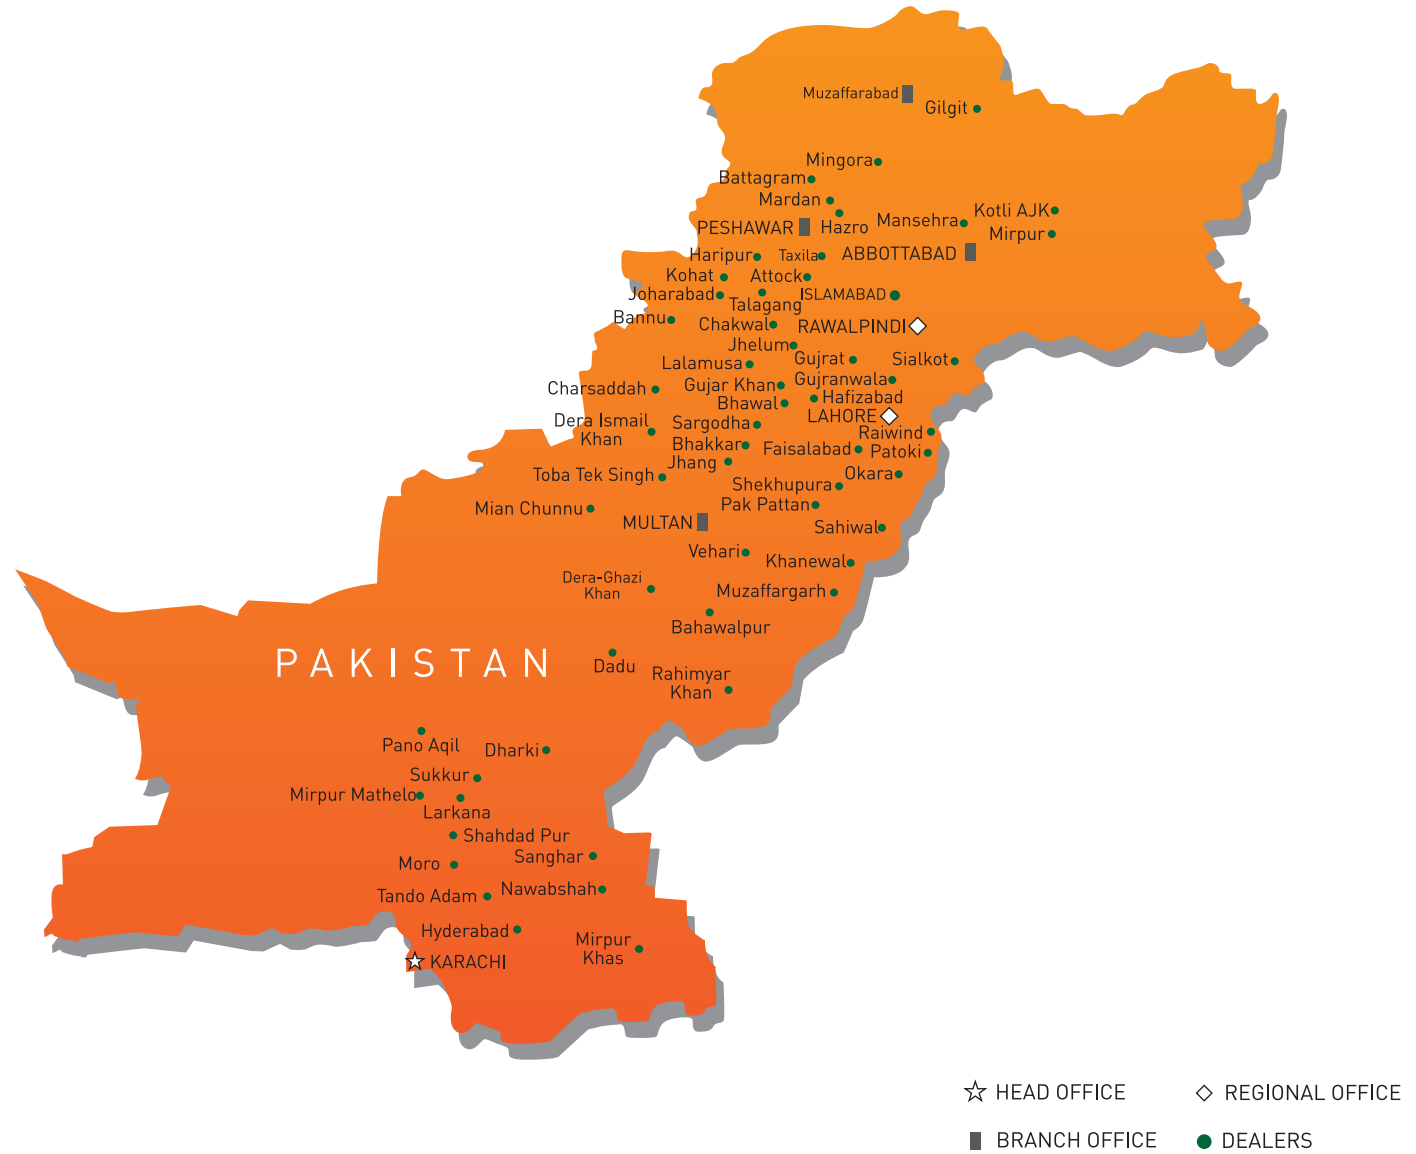 Muzaffarabad
Gilgit
Mingora
Battagram
Mardan
Hazro
PESHAWAR
Mansehra
Kotli AJK
Mirpur
Haripur
Taxila
ABBOTTABAD
Kohat
Attock
Joharabad
Talagang
ISLAMABAD
Bannu
Chakwal
RAWALPINDI
Jhelum
Lalamusa
Gujrat
Sialkot
Charsaddah
Gujar Khan
Gujranwala
Bhawal
Hafizabad
LAHORE
Dera Ismail
Khan
Sargodha
Raiwind
Bhakkar
Faisalabad
Patoki
Jhang
Toba Tek Singh
Okara
Shekhupura
Mian Chunnu
Pak Pattan
MULTAN
Sahiwal
Vehari
Khanewal
Dera-Ghazi
Khan
Muzaffargarh
Bahawalpur
PAKISTAN
Dadu
Rahimyar
Khan
Pano Aqil
Dharki
Sukkur
Mirpur Mathelo
Larkana
Shahdad Pur
Sanghar
Moro
Nawabshah
Tando Adam
Hyderabad
Mirpur
Khas
KARACHI
HEAD OFFICE
REGIONAL OFFICE
BRANCH OFFICE
DEALERS